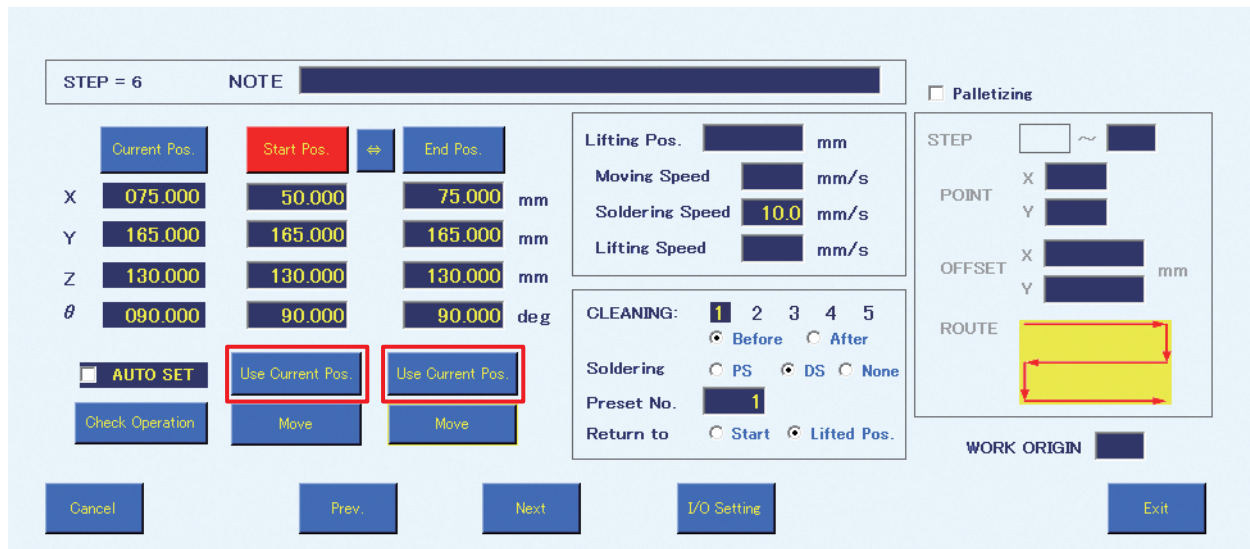 STEP = 6 NOTE
Palletizing
Current Pos. Start Pos. ⇔ End Pos.
X 075.000 50.000 75.000 mm
Y 165.000 165.000 165.000 mm
Z 130.000 130.000 130.000 mm
θ 090.000 90.000 90.000 deg
AUTO SET Use Current Pos. Use Current Pos.
Check Operation Move Move
Lifting Pos. mm
Moving Speed mm/s
Soldering Speed 10.0 mm/s
Lifting Speed mm/s
CLEANING: 1 2 3 4 5
Before After
Soldering PS DS None
Preset No. 1
Return to Start Lifted Pos.
STEP ~
POINT X
Y
OFFSET X
Y mm
ROUTE
WORK ORIGIN
Cancel Prev. Next I/O Setting Exit